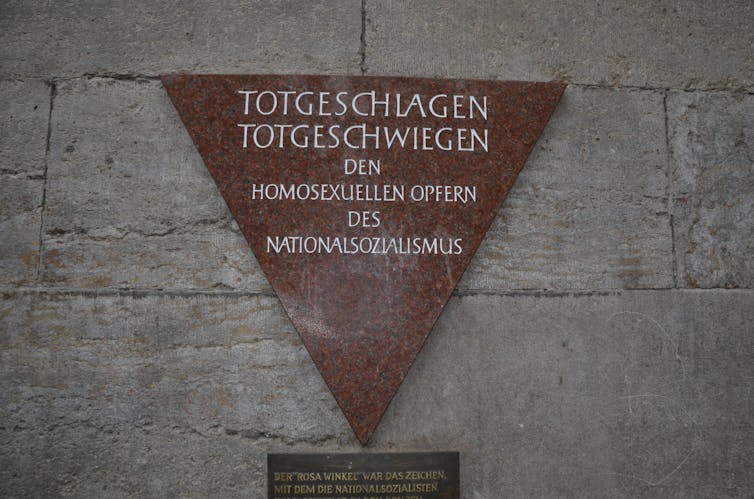 TOTGESCHLAGEN
TOTGESCHWIEGEN
DEN
HOMOSEXUELLEN OPFERN
DES
NATIONALSOZIALISMUS
DER "ROSA WINKEL" WAR DAS ZEICHEN,
MIT DEM DIE NATIONALSOZIALISTEN